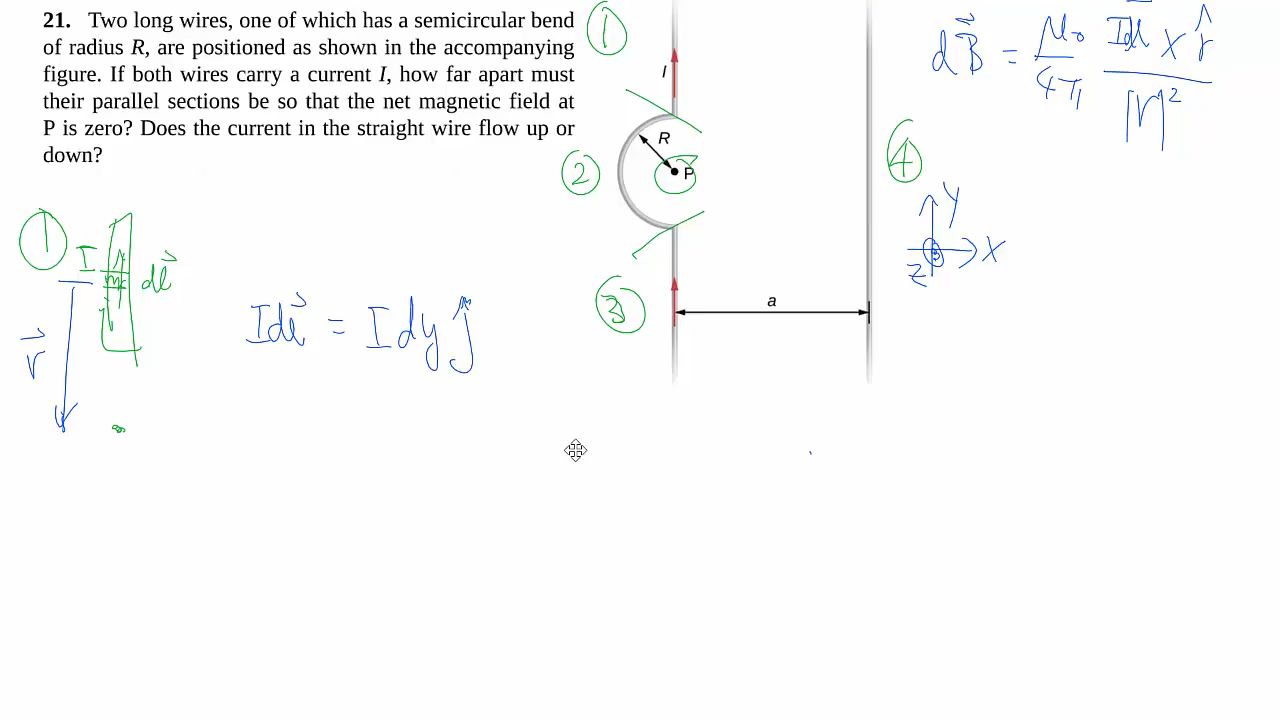 21. Two long wires, one of which has a semicircular bend
of radius R, are positioned as shown in the accompanying
figure. If both wires carry a current I, how far apart must
their parallel sections be so that the net magnetic field at
P is zero? Does the current in the straight wire flow up or
down?
1
I
R
P
2
3
a
4
dB⃗ = μ₀/4π Idl⃗ × r̂ / |r|²
Y
X
Z
1
I
dl⃗
r⃗
Idl⃗ = I dy ĵ